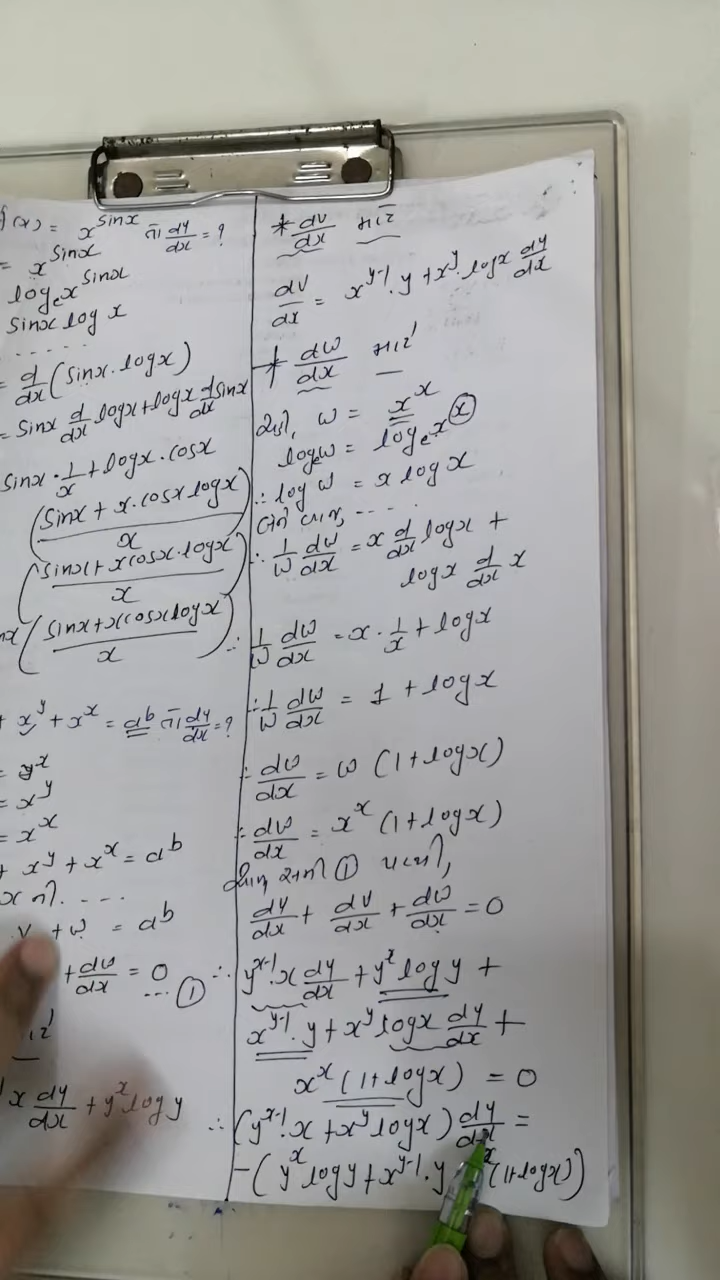 f(x) = x^sinx તો dy/dx = ?
= x^sinx
log_e x^sinx
sinx log x
.....
= d/dx (sinx · logx)
= sinx d/dx logx + logx d/dx sinx
sinx · 1/x + logx · cosx
(sinx + x · cosx logx / x)
(sinx + x cosx · logx / x)
(sinx + x cosx logx / x)
+ x^y + x^x = a^b તો dy/dx = ?
= y^x
= x^y
= x^x
+ x^y + x^x = a^b
+ w = a^b
+ dw/dx = 0
... ①
x dy/dx + y^x log y
* dv/dx માટે
dv/dx = x^y-1 · y + x^y · logx dy/dx
* dw/dx માટે
ધારો, w = x^x
log_e w = log_e x^x
∴ log w = x log x
∴ 1/w dw/dx = x d/dx logx +
logx d/dx x
∴ 1/w dw/dx = x · 1/x + logx
∴ 1/w dw/dx = 1 + logx
∴ dw/dx = w (1 + logx)
∴ dw/dx = x^x (1 + logx)
① પરથી,
dy/dx + dv/dx + dw/dx = 0
∴ y^x-1 · x dy/dx + y^x log y +
x^y-1 · y + x^y logx dy/dx +
x^x (1 + logx) = 0
∴ (y^x-1 · x + x^y logx) dy/dx =
-(y^x log y + x^y-1 · y x (1 + logx))